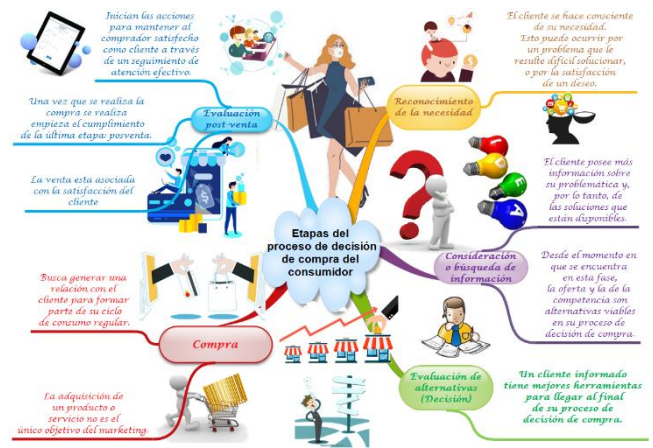 Etapas del
proceso de decisión
de compra del
consumidor
Reconocimiento
de la necesidad
El cliente se hace consciente
de su necesidad.
Esto puede ocurrir por
un problema que le
resulte difícil solucionar,
o por la satisfacción
de un deseo.
Consideración
o búsqueda de
información
El cliente posee más
información sobre
su problemática y,
por lo tanto, de
las soluciones que
están disponibles.
Desde el momento en
que se encuentra
en esta fase,
la oferta y la de la
competencia son
alternativas viables
en su proceso de
decisión de compra.
Evaluación de
alternativas
(Decisión)
Un cliente informado
tiene mejores herramientas
para llegar al final
de su proceso de
decisión de compra.
Compra
Busca generar una
relación con el
cliente para formar
parte de su ciclo
de consumo regular.
La adquisición de
un producto o
servicio no es el
único objetivo del marketing.
Evaluación
post-venta
Inician las acciones
para mantener al
comprador satisfecho
como cliente a través
de un seguimiento de
atención efectivo.
Una vez que se realiza la
compra se realiza
empieza el cumplimiento
de la última etapa: posventa.
La venta esta asociada
con la satisfacción del
cliente